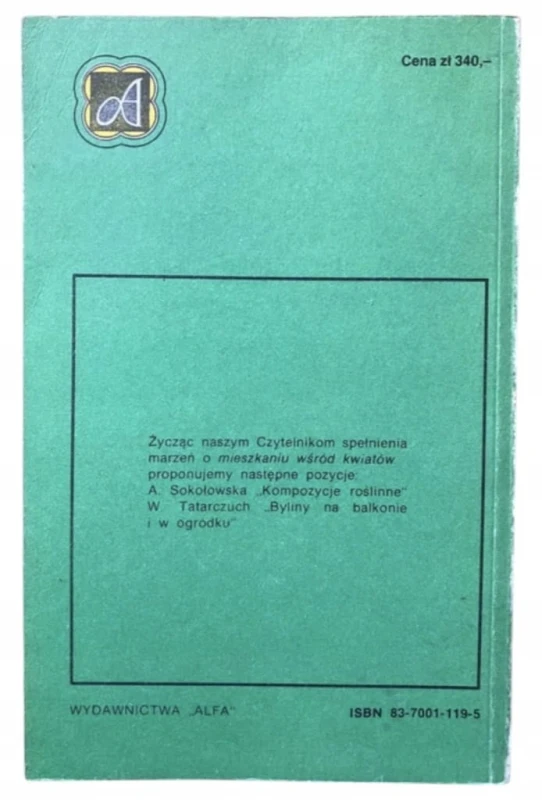 A
Cena zł 340,–
Życząc naszym Czytelnikom spełnienia
marzeń o mieszkaniu wśród kwiatów
proponujemy następne pozycje:
A. Sokołowska „Kompozycje roślinne"
W. Tatarczuch „Byliny na balkonie
i w ogródku"
WYDAWNICTWA „ALFA"
ISBN 83-7001-119-5